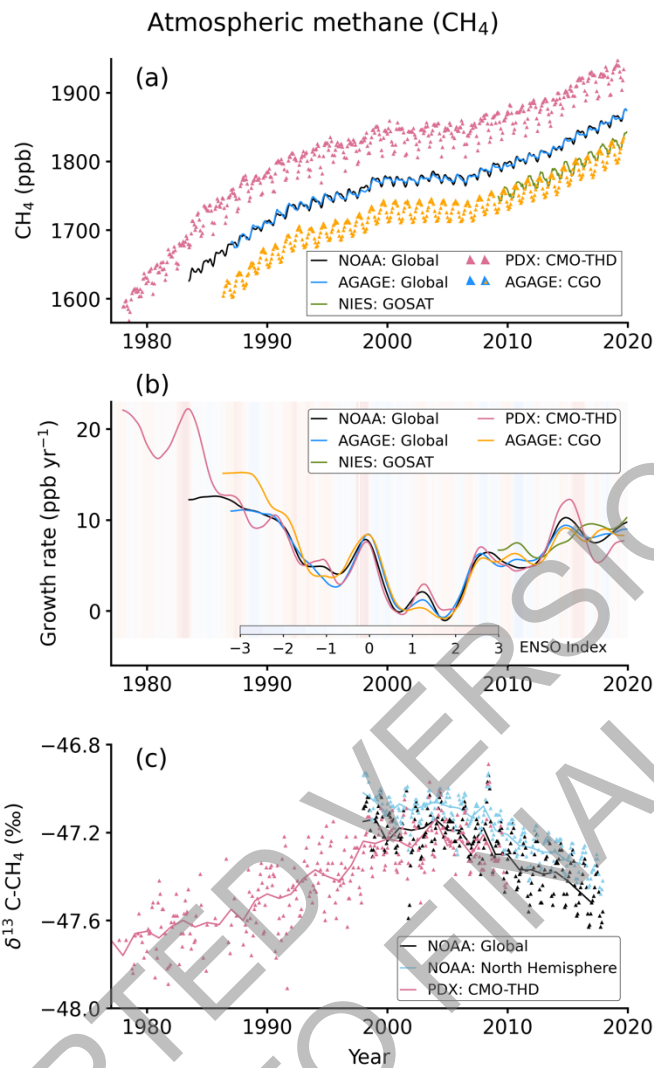 Atmospheric methane (CH₄)
(a)
CH₄ (ppb)
1900
1800
1700
1600
NOAA: Global
AGAGE: Global
NIES: GOSAT
PDX: CMO-THD
AGAGE: CGO
1980 1990 2000 2010 2020
(b)
Growth rate (ppb yr⁻¹)
20
10
0
NOAA: Global
AGAGE: Global
NIES: GOSAT
PDX: CMO-THD
AGAGE: CGO
−3 −2 −1 0 1 2 3 ENSO Index
1980 1990 2000 2010 2020
(c)
δ¹³ C-CH₄ (‰)
−46.8
−47.2
−47.6
−48.0
NOAA: Global
NOAA: North Hemisphere
PDX: CMO-THD
1980 1990 2000 2010 2020
Year